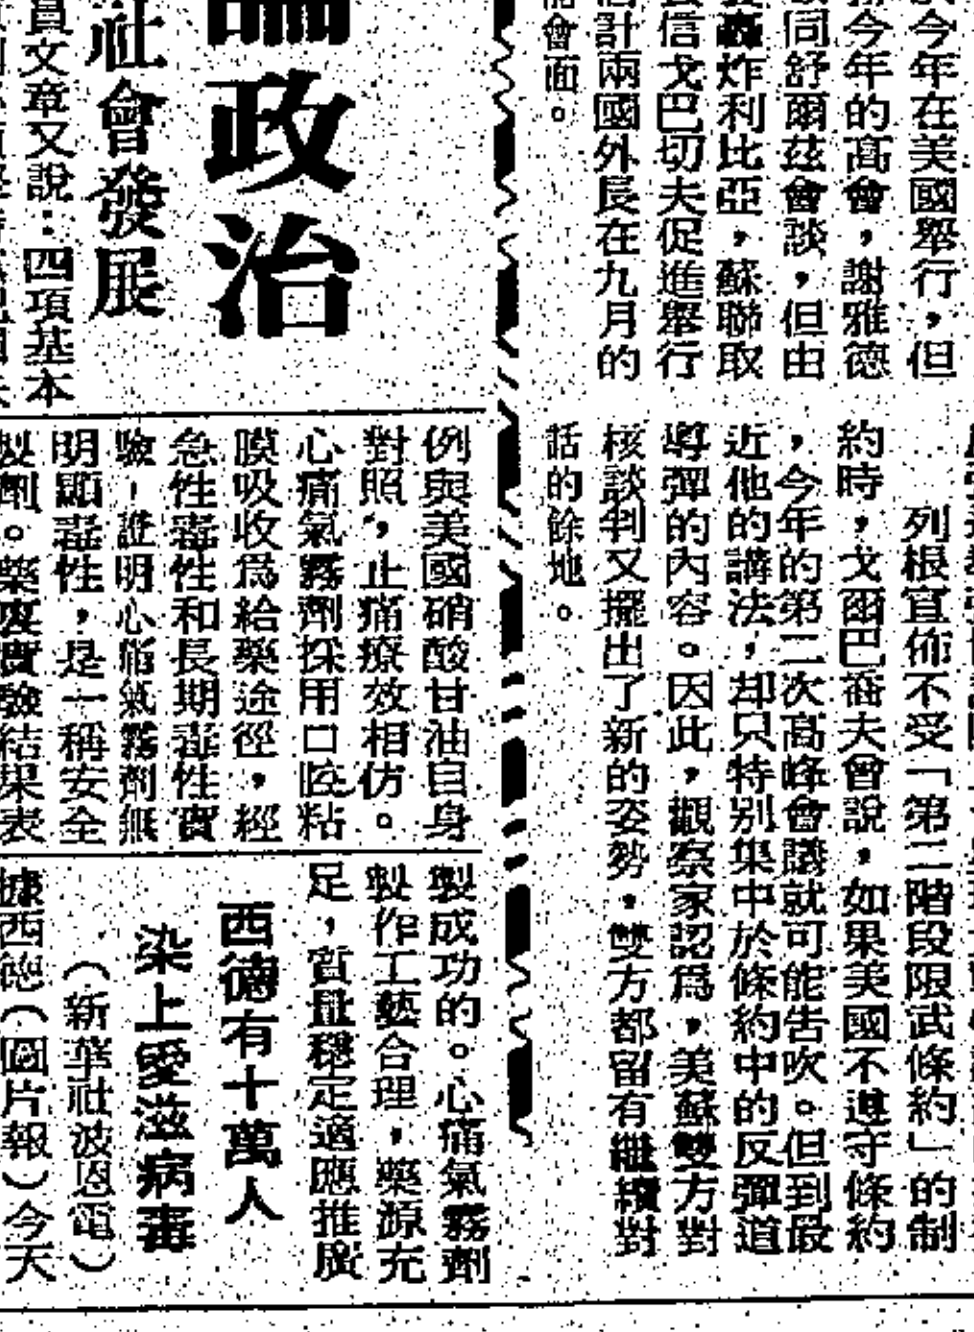 今年在美國舉行，但
今年的高會，謝雅德
同舒爾茲會談，但由
轟炸利比亞，蘇聯取
信戈巴切夫促進舉行
計兩國外長在九月的
會面。
列根宣佈不受「第二階段限武條約」的制
約時，戈爾巴喬夫曾說，如果美國不遵守條約
，今年的第二次高峰會議就可能告吹。但到最
近他的講法，却只特別集中於條約中的反彈道
導彈的內容。因此，觀察家認爲，美蘇雙方對
核談判又擺出了新的姿勢，雙方都留有繼續對
話的餘地。
論政治
社會發展
員文章又說：四項基本
例與美國硝酸甘油自身
對照，止痛療效相仿。
心痛氣霧劑採用口腔粘
膜吸收爲給藥途徑，經
急性毒性和長期毒性實
驗，證明心痛氣霧劑無
明顯毒性，是一稱安全
製劑。藥實驗結果表
製成功的。心痛氣霧劑
製作工藝合理，藥源充
足，質量穩定適應推廣
西德有十萬人
染上愛滋病毒
（新華社波恩電）
據西德（圖片報）今天